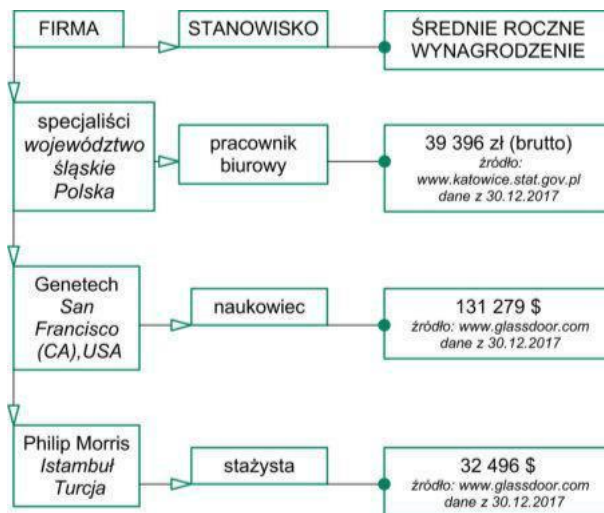 FIRMA
STANOWISKO
ŚREDNIE ROCZNE
WYNAGRODZENIE
specjaliści
województwo
śląskie
Polska
pracownik
biurowy
39 396 zł (brutto)
źródło:
www.katowice.stat.gov.pl
dane z 30.12.2017
Genetech
San
Francisco
(CA),USA
naukowiec
131 279 $
źródło: www.glassdoor.com
dane z 30.12.2017
Philip Morris
Istambuł
Turcja
stażysta
32 496 $
źródło: www.glassdoor.com
dane z 30.12.2017